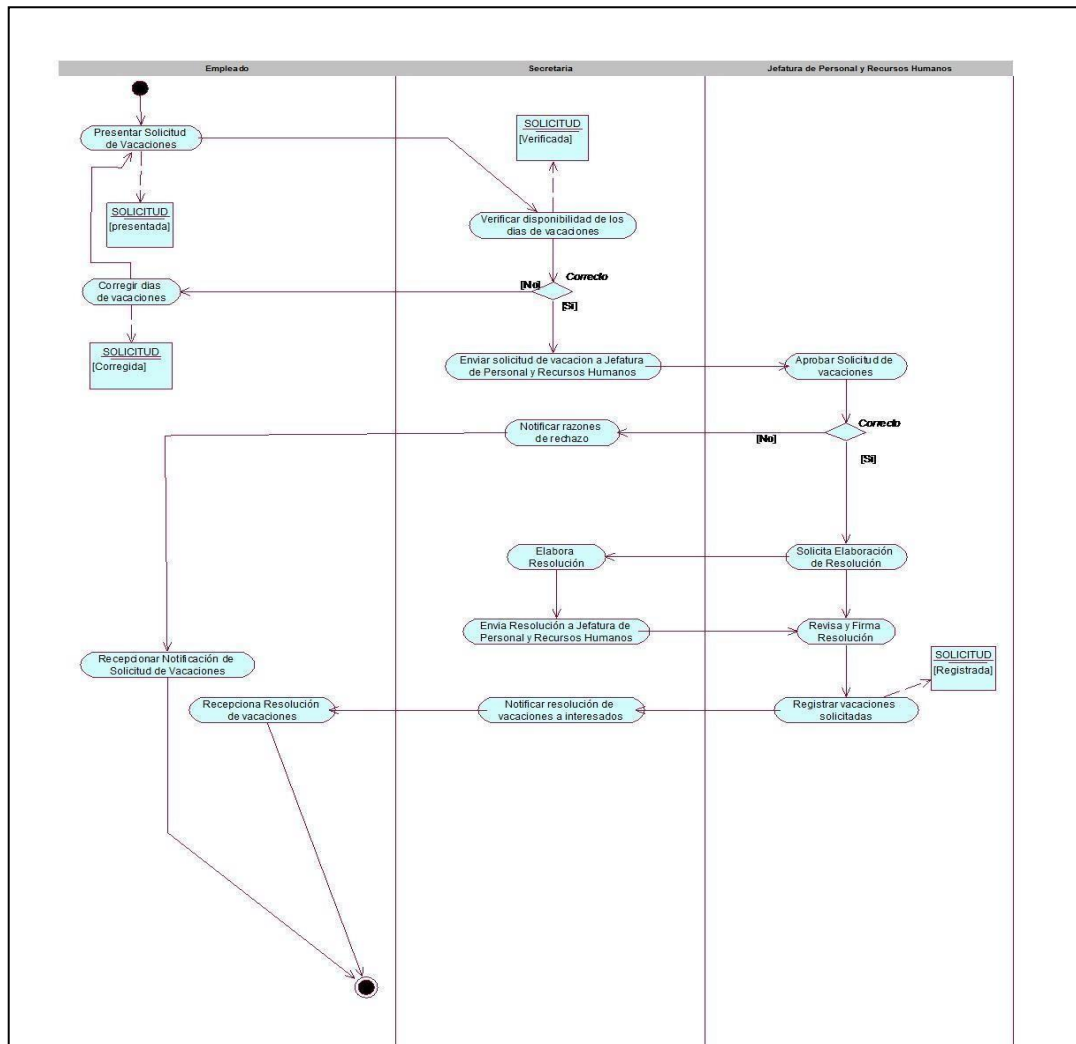 Empleado
Secretaria
Jefatura de Personal y Recursos Humanos
Presentar Solicitud
de Vacaciones
SOLICITUD
[Verificada]
SOLICITUD
[presentada]
Verificar disponibilidad de los
dias de vacaciones
Corregir dias
de vacaciones
[No]
Correcto
[Si]
SOLICITUD
[Corregida]
Enviar solicitud de vacacion a Jefatura
de Personal y Recursos Humanos
Aprobar Solicitud de
vacaciones
Notificar razones
de rechazo
[No]
Correcto
[Si]
Elabora
Resolución
Solicita Elaboración
de Resolución
Envia Resolución a Jefatura de
Personal y Recursos Humanos
Revisa y Firma
Resolución
Recepcionar Notificación de
Solicitud de Vacaciones
SOLICITUD
[Registrada]
Recepciona Resolución
de vacaciones
Notificar resolución de
vacaciones a interesados
Registrar vacaciones
solicitadas